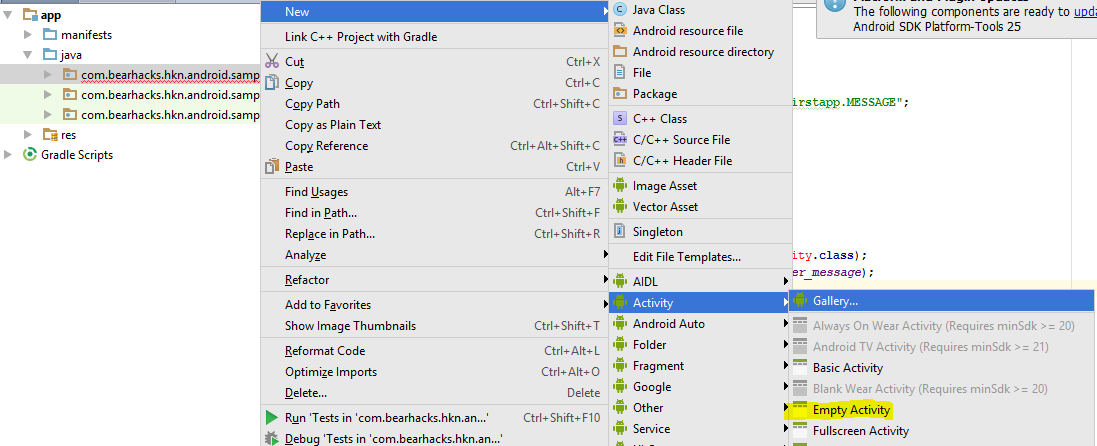 app
manifests
java
com.bearhacks.hkn.android.samp
com.bearhacks.hkn.android.samp
com.bearhacks.hkn.android.samp
res
Gradle Scripts
New
Link C++ Project with Gradle
Cut Ctrl+X
Copy Ctrl+C
Copy Path Ctrl+Shift+C
Copy as Plain Text
Copy Reference Ctrl+Alt+Shift+C
Paste Ctrl+V
Find Usages Alt+F7
Find in Path... Ctrl+Shift+F
Replace in Path... Ctrl+Shift+R
Analyze
Refactor
Add to Favorites
Show Image Thumbnails Ctrl+Shift+T
Reformat Code Ctrl+Alt+L
Optimize Imports Ctrl+Alt+O
Delete... Delete
Run 'Tests in 'com.bearhacks.hkn.an...' Ctrl+Shift+F10
Debug 'Tests in 'com.bearhacks.hkn.an...'
Java Class
Android resource file
Android resource directory
File
Package
C++ Class
C/C++ Source File
C/C++ Header File
Image Asset
Vector Asset
Singleton
Edit File Templates...
AIDL
Activity
Android Auto
Folder
Fragment
Google
Other
Service
Gallery...
Always On Wear Activity (Requires minSdk >= 20)
Android TV Activity (Requires minSdk >= 21)
Basic Activity
Blank Wear Activity (Requires minSdk >= 20)
Empty Activity
Fullscreen Activity
The following components are ready to upda
Android SDK Platform-Tools 25
irstapp.MESSAGE";
ity.class);
er_message);